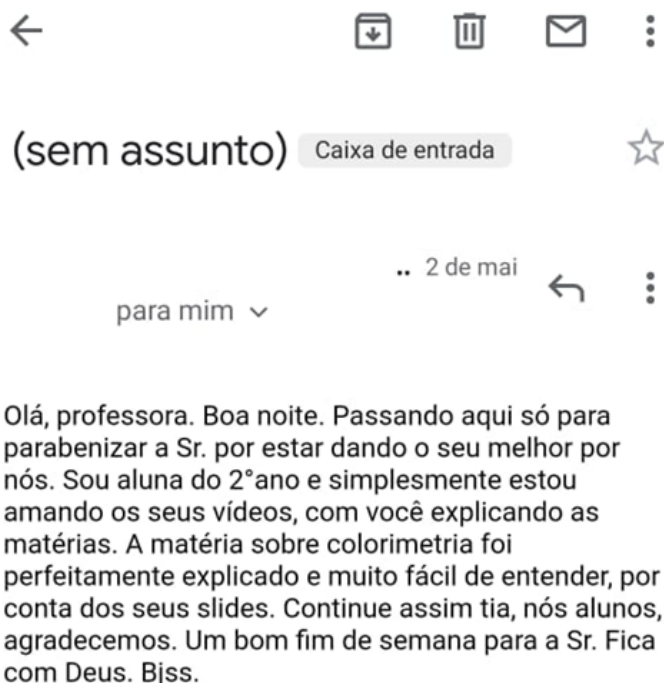 (sem assunto) Caixa de entrada
.. 2 de mai
para mim
Olá, professora. Boa noite. Passando aqui só para
parabenizar a Sr. por estar dando o seu melhor por
nós. Sou aluna do 2°ano e simplesmente estou
amando os seus vídeos, com você explicando as
matérias. A matéria sobre colorimetria foi
perfeitamente explicado e muito fácil de entender, por
conta dos seus slides. Continue assim tia, nós alunos,
agradecemos. Um bom fim de semana para a Sr. Fica
com Deus. Bjss.